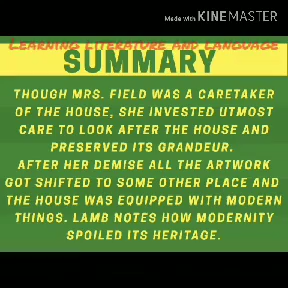 Made with KINEMASTER
LEARNING LITERATURE AND LANGUAGE
SUMMARY
THOUGH MRS. FIELD WAS A CARETAKER
OF THE HOUSE, SHE INVESTED UTMOST
CARE TO LOOK AFTER THE HOUSE AND
PRESERVED ITS GRANDEUR.
AFTER HER DEMISE ALL THE ARTWORK
GOT SHIFTED TO SOME OTHER PLACE AND
THE HOUSE WAS EQUIPPED WITH MODERN
THINGS. LAMB NOTES HOW MODERNITY
SPOILED ITS HERITAGE.